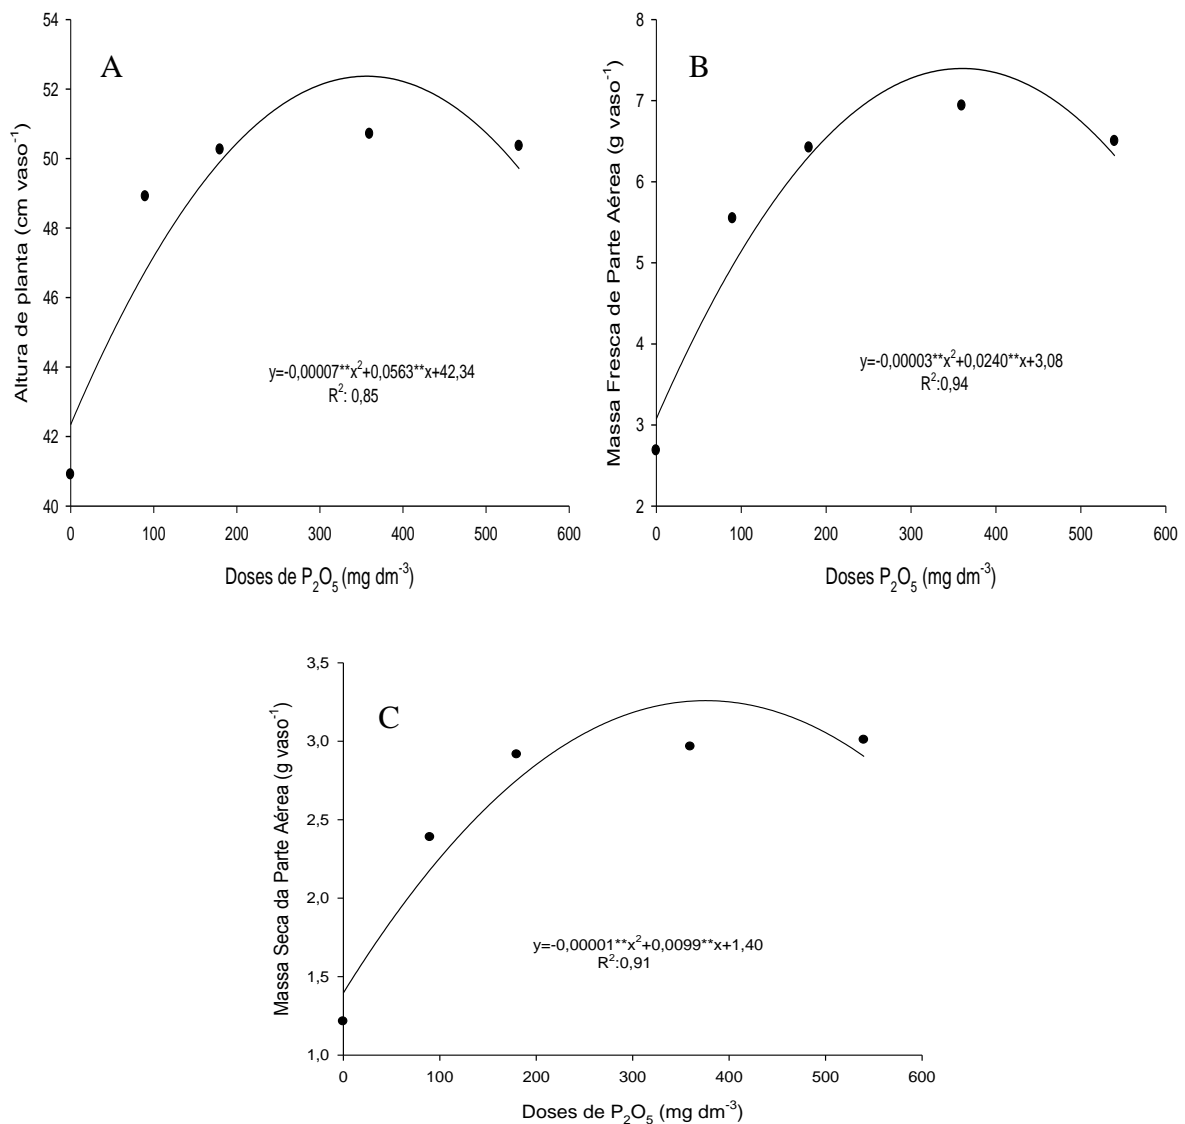 A
54
52
50
48
46
44
42
40
Altura de planta (cm vaso⁻¹)
y=-0,00007**x²+0,0563**x+42,34
R²: 0,85
0 100 200 300 400 500 600
Doses de P₂O₅ (mg dm⁻³)
B
8
7
6
5
4
3
2
Massa Fresca de Parte Aérea (g vaso⁻¹)
y=-0,00003**x²+0,0240**x+3,08
R²:0,94
0 100 200 300 400 500 600
Doses P₂O₅ (mg dm⁻³)
C
3,5
3,0
2,5
2,0
1,5
1,0
Massa Seca da Parte Aérea (g vaso⁻¹)
y=-0,00001**x²+0,0099**x+1,40
R²:0,91
0 100 200 300 400 500 600
Doses de P₂O₅ (mg dm⁻³)